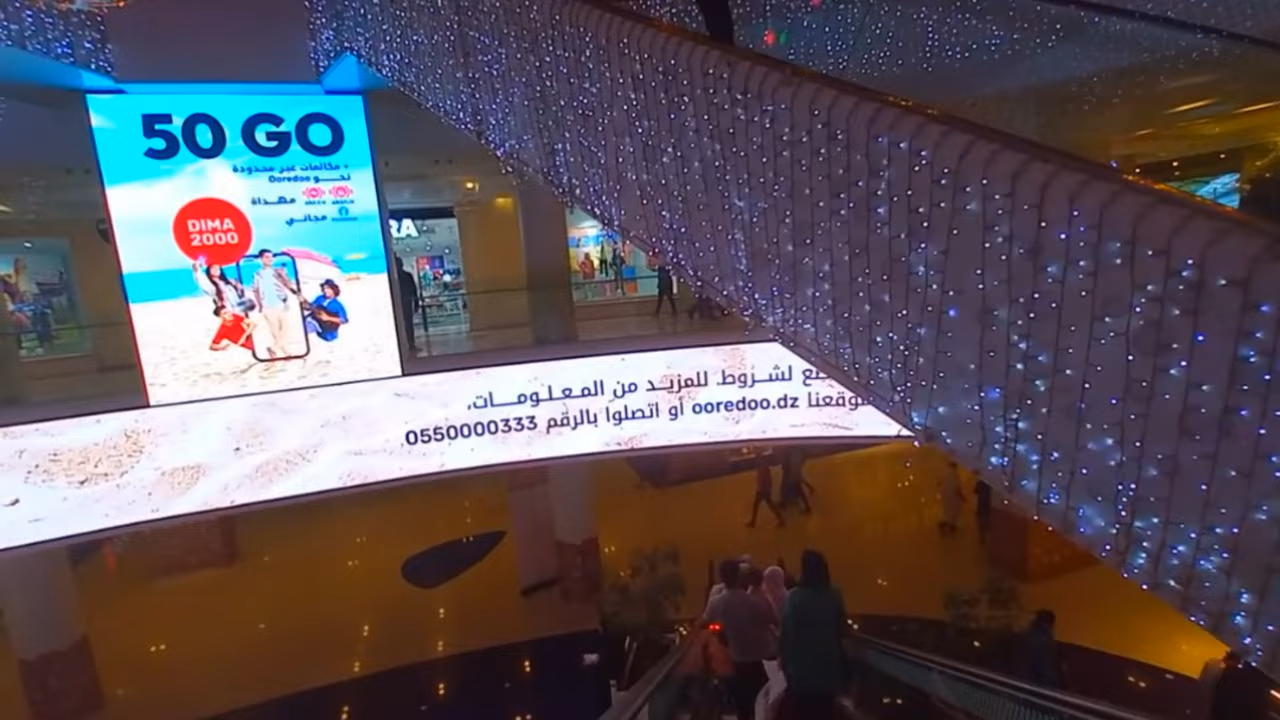 50 GO
+ مكالمات غير محدودة
نحو Ooredoo
مهداة
مجاني
DIMA
2000
RA
لشروط. للمزيد من المعلومات،
موقعنا ooredoo.dz أو اتصلوا بالرقم 0550000333